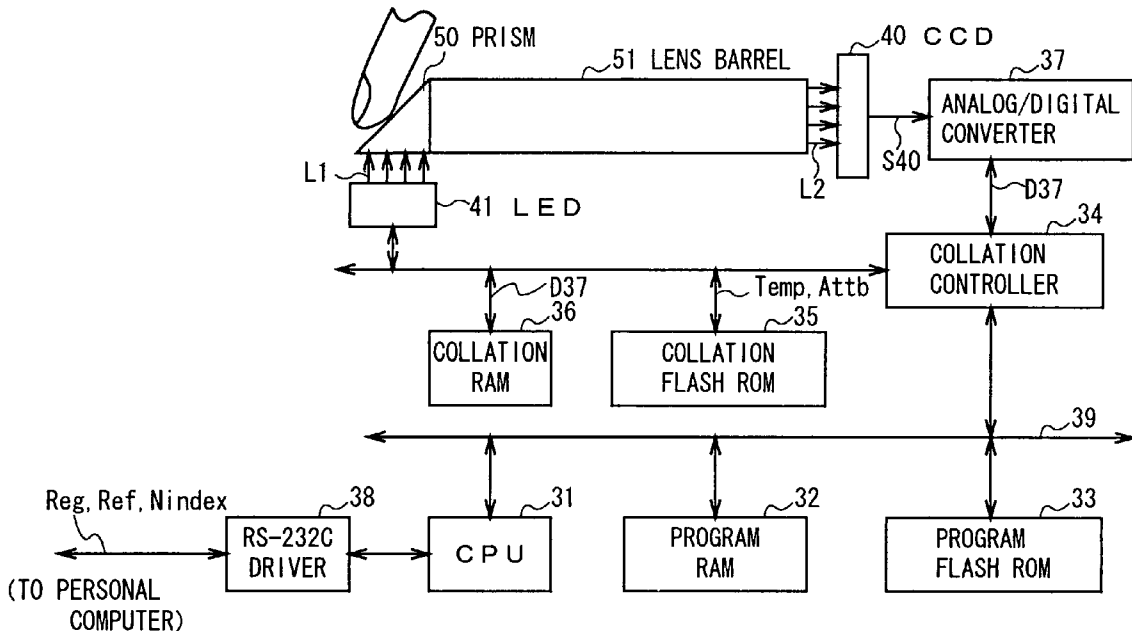 50 PRISM
51 LENS BARREL
40 CCD
37
ANALOG/DIGITAL
CONVERTER
L1
L2
S40
41 LED
D37
34
COLLATION
CONTROLLER
D37
36
COLLATION
RAM
Temp, Attb
35
COLLATION
FLASH ROM
39
Reg, Ref, Nindex
38
RS-232C
DRIVER
31
CPU
32
PROGRAM
RAM
33
PROGRAM
FLASH ROM
(TO PERSONAL
COMPUTER)